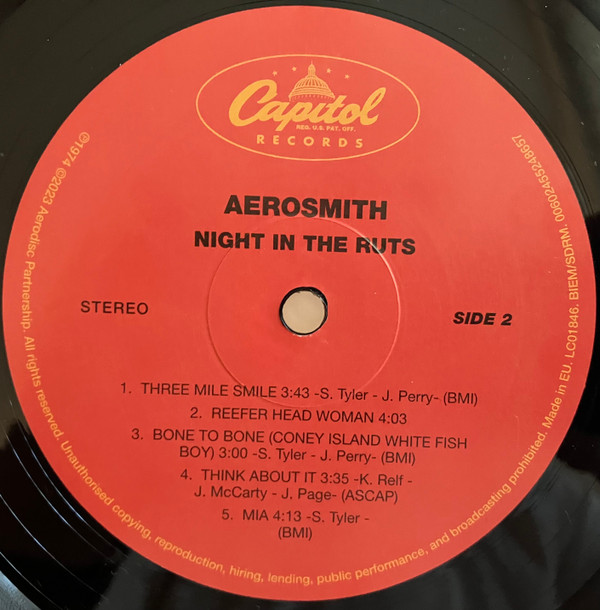 Capitol
REG. U.S. PAT. OFF.
RECORDS
AEROSMITH
NIGHT IN THE RUTS
STEREO
SIDE 2
1. THREE MILE SMILE 3:43 -S. Tyler - J. Perry- (BMI)
2. REEFER HEAD WOMAN 4:03
3. BONE TO BONE (CONEY ISLAND WHITE FISH
BOY) 3:00 -S. Tyler - J. Perry- (BMI)
4. THINK ABOUT IT 3:35 -K. Relf -
J. McCarty - J. Page- (ASCAP)
5. MIA 4:13 -S. Tyler -
(BMI)
℗1974 ©2023 Aerodisc Partnership. All rights reserved. Unauthorised copying, reproduction, hiring, lending, public performance, and broadcasting prohibited. Made in EU. LC01846. BIEM/SDRM. 00602455248657